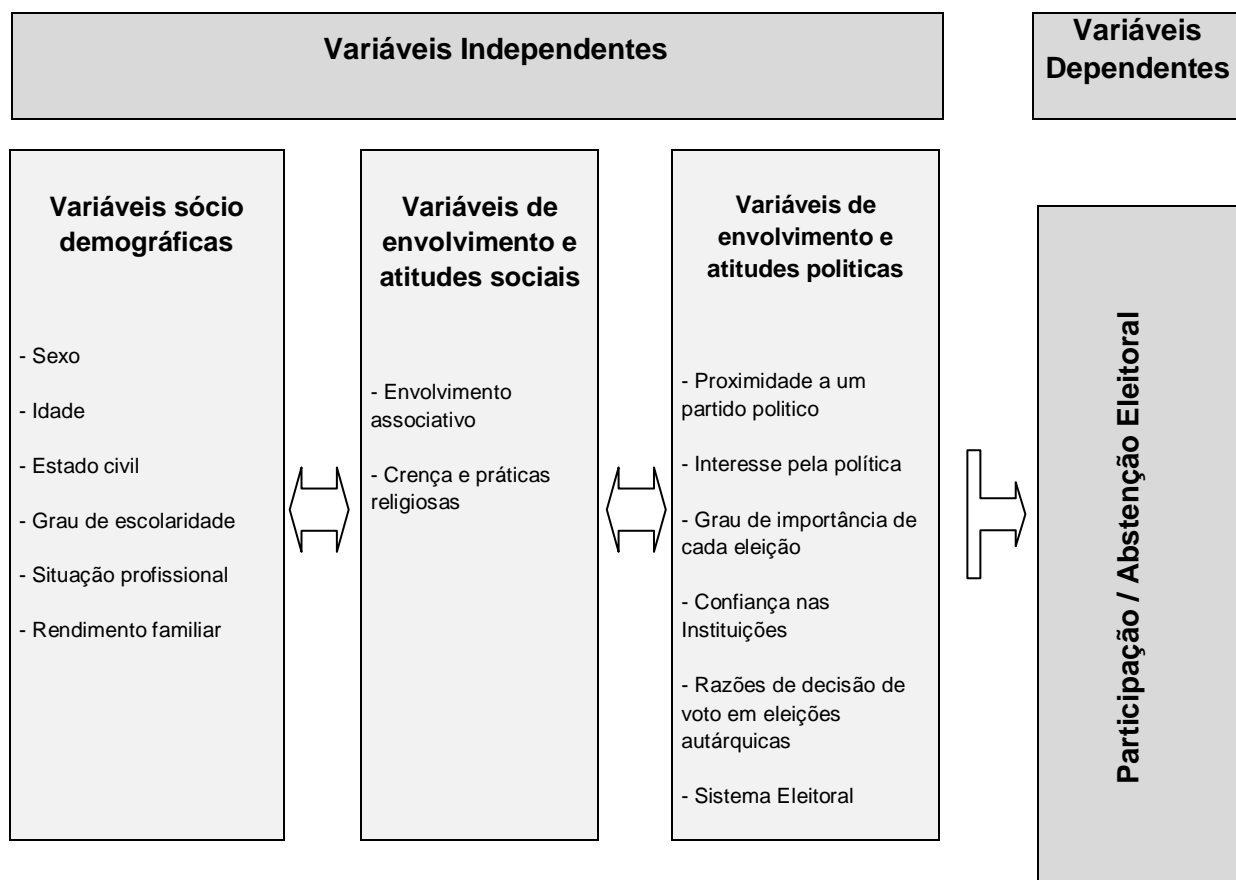 Variáveis Independentes
Variáveis
Dependentes
Variáveis sócio
demográficas
- Sexo
- Idade
- Estado civil
- Grau de escolaridade
- Situação profissional
- Rendimento familiar
Variáveis de
envolvimento e
atitudes sociais
- Envolvimento
associativo
- Crença e práticas
religiosas
Variáveis de
envolvimento e
atitudes politicas
- Proximidade a um
partido politico
- Interesse pela política
- Grau de importância de
cada eleição
- Confiança nas
Instituições
- Razões de decisão de
voto em eleições
autárquicas
- Sistema Eleitoral
Participação / Abstenção Eleitoral